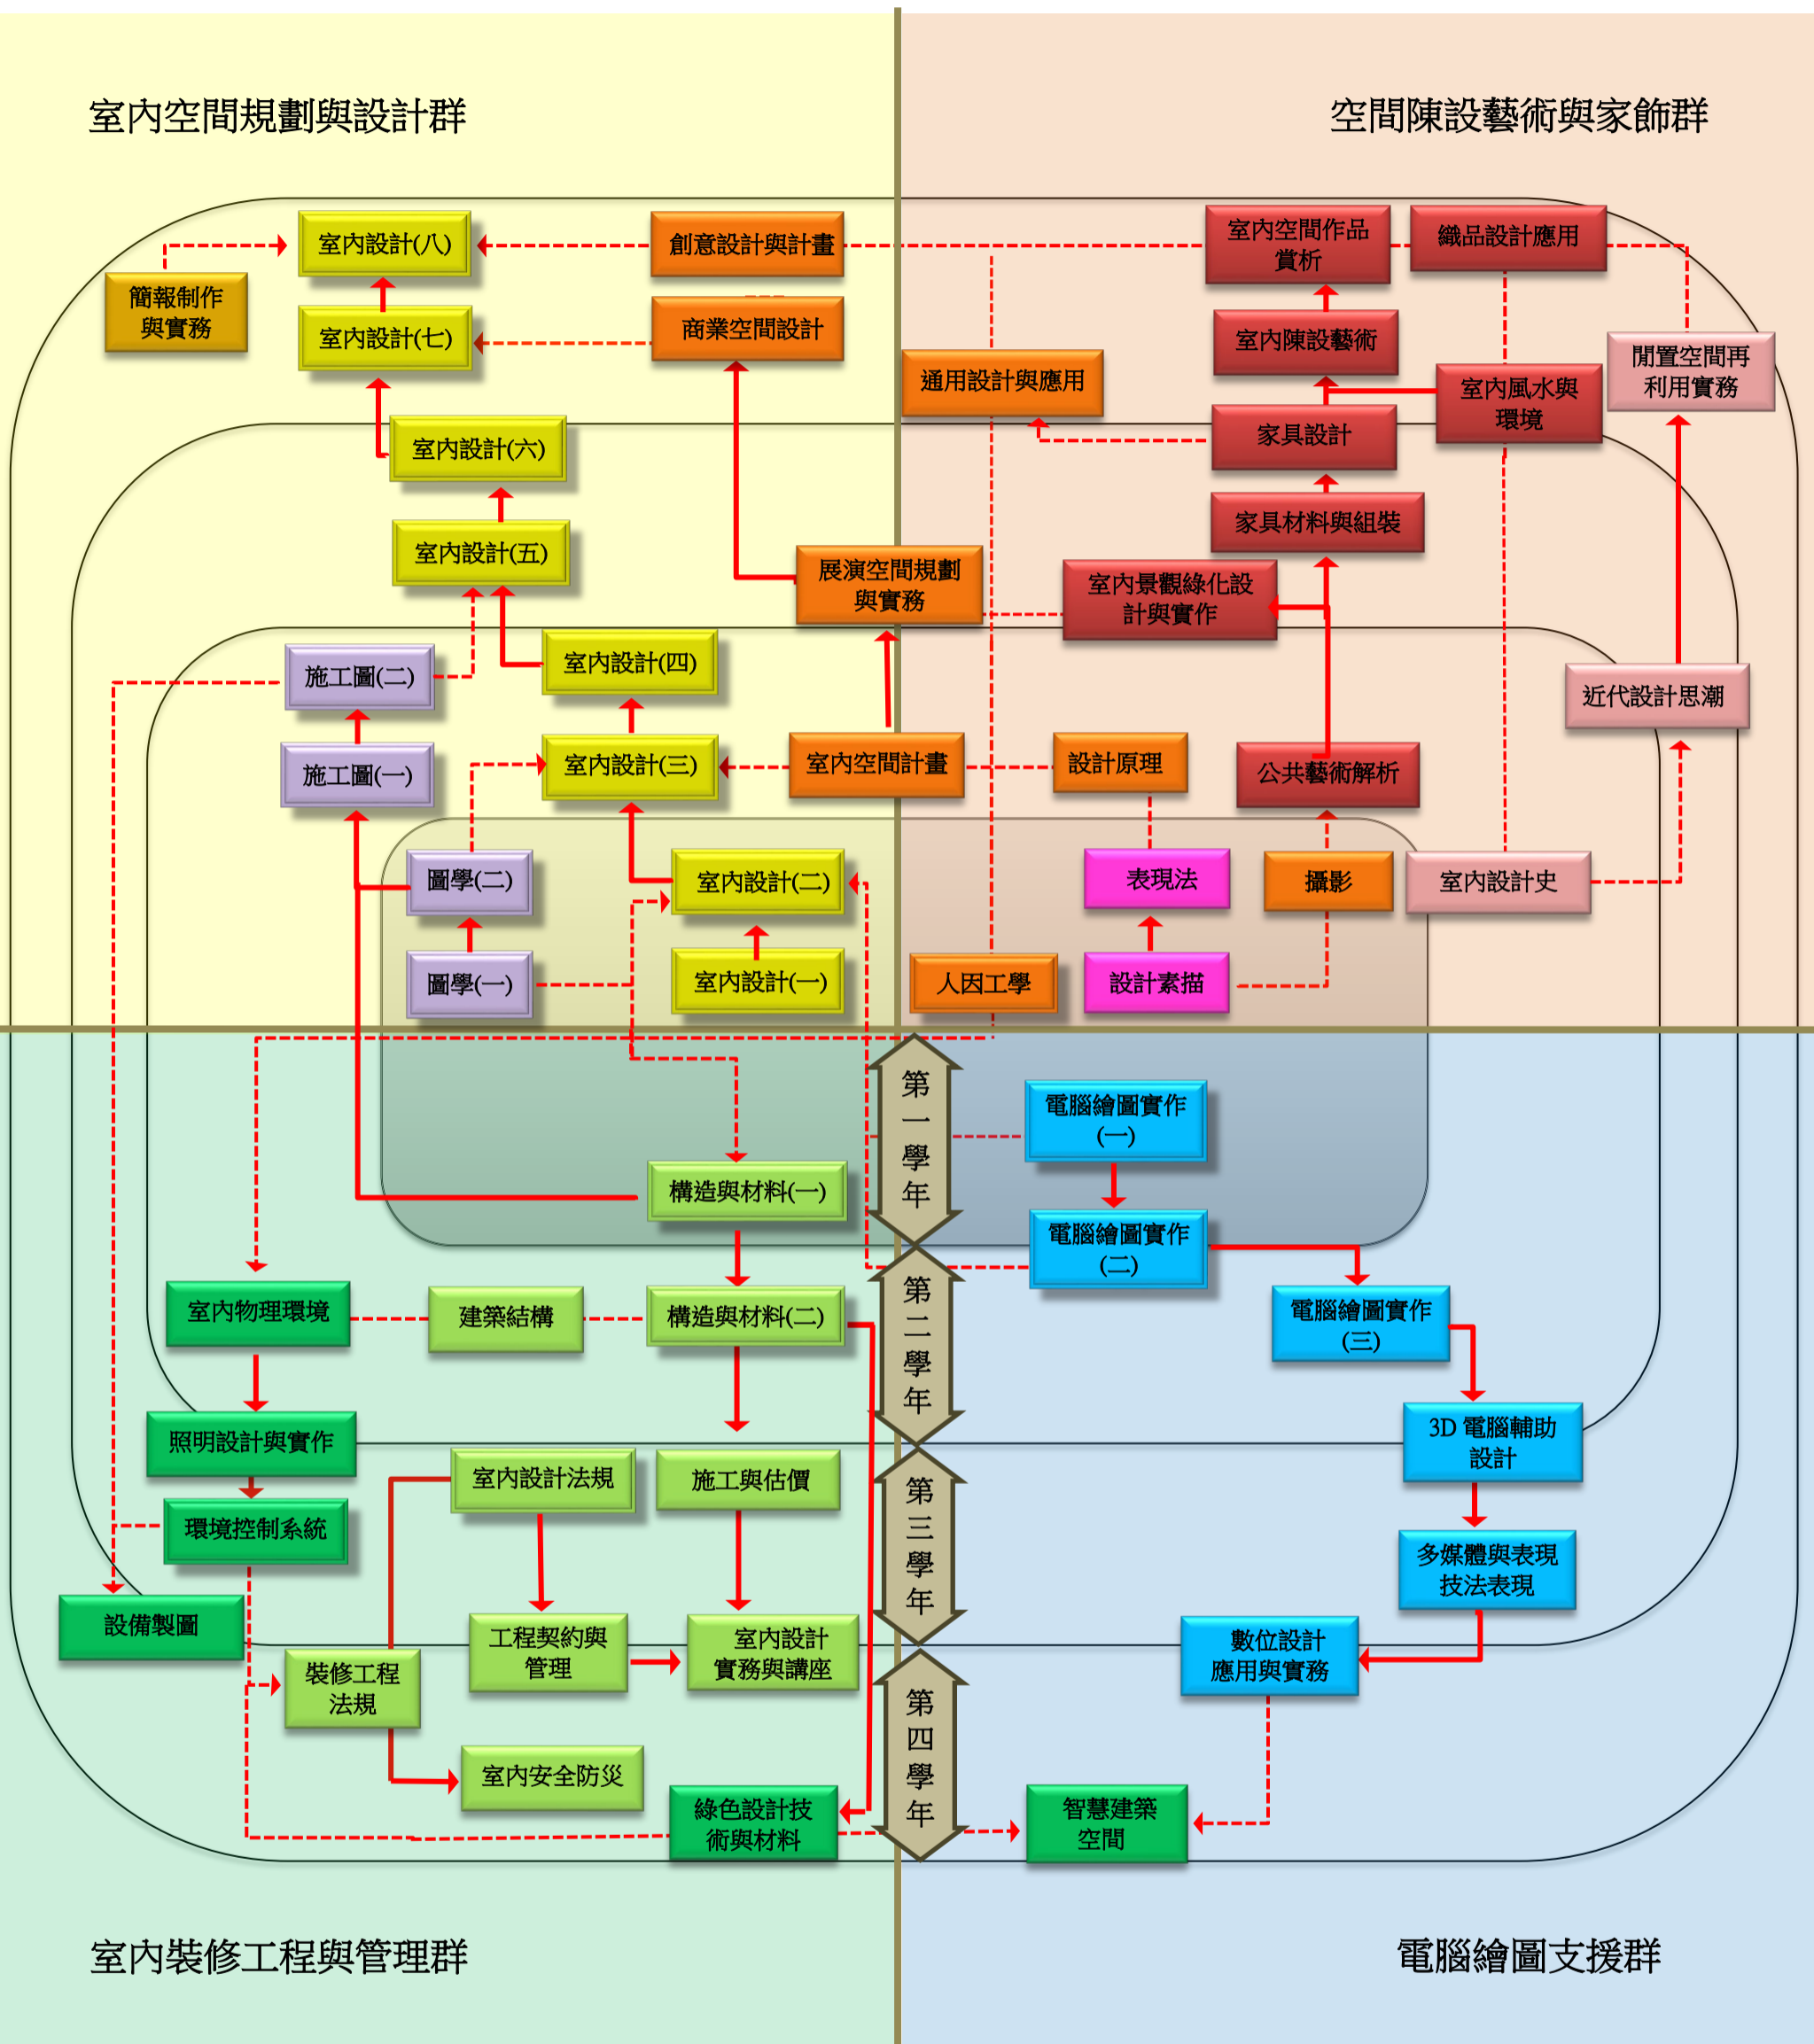 室內空間規劃與設計群
空間陳設藝術與家飾群
室內設計(八)
創意設計與計畫
室內空間作品
賞析
織品設計應用
簡報制作
與實務
室內設計(七)
商業空間設計
室內陳設藝術
閒置空間再
利用實務
通用設計與應用
室內風水與
環境
室內設計(六)
家具設計
家具材料與組裝
室內設計(五)
展演空間規劃
與實務
室內景觀綠化設
計與實作
施工圖(二)
室內設計(四)
近代設計思潮
施工圖(一)
室內設計(三)
室內空間計畫
設計原理
公共藝術解析
圖學(二)
室內設計(二)
表現法
攝影
室內設計史
圖學(一)
室內設計(一)
人因工學
設計素描
第
一
學
年
電腦繪圖實作
(一)
構造與材料(一)
電腦繪圖實作
(二)
第
二
學
年
室內物理環境
建築結構
構造與材料(二)
電腦繪圖實作
(三)
照明設計與實作
3D 電腦輔助
設計
室內設計法規
施工與估價
第
三
學
年
環境控制系統
多媒體與表現
技法表現
設備製圖
工程契約與
管理
室內設計
實務與講座
數位設計
應用與實務
裝修工程
法規
第
四
學
年
室內安全防災
綠色設計技
術與材料
智慧建築
空間
室內裝修工程與管理群
電腦繪圖支援群